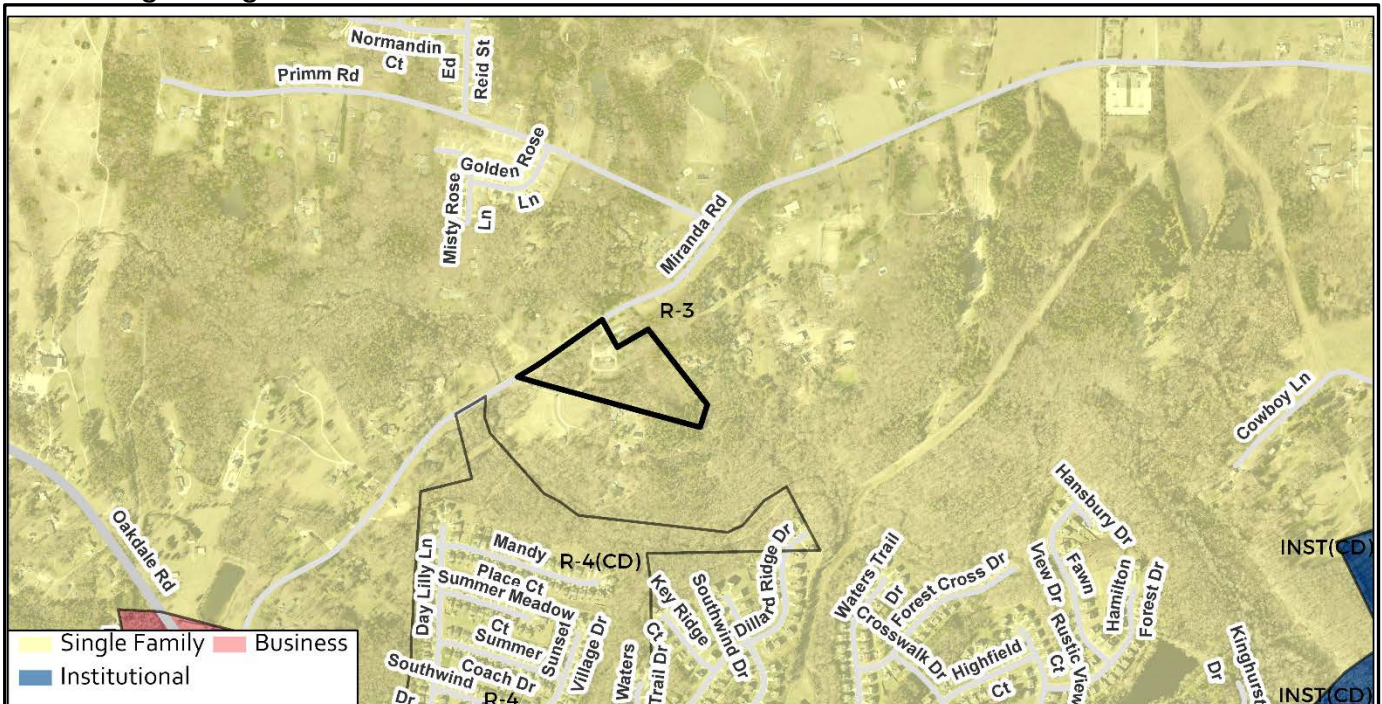 Normandin
Ct
Ed
Reid St
Primm Rd
Golden Rose
Ln
Misty Rose
Ln
Miranda Rd
R-3
Cowboy Ln
Oakdale Rd
Hansbury Dr
Mandy
Place Ct
R-4(CD)
INST(CD)
Day Lilly Ln
Summer Meadow
Ct
Summer
Sunset
Village Dr
Key Ridge
Ct
Southwind Dr
Dillard Ridge Dr
Waters Trail
Dr
Forest Cross Dr
Crosswalk Dr
Highfield
Ct
View Dr
Fawn
Hamilton
Forest Dr
Rustic View
Kinghurst
Dr
Southwind
Dr
Coach Dr
R-4
Waters
Trail Dr
INST(CD)
Single Family
Business
Institutional